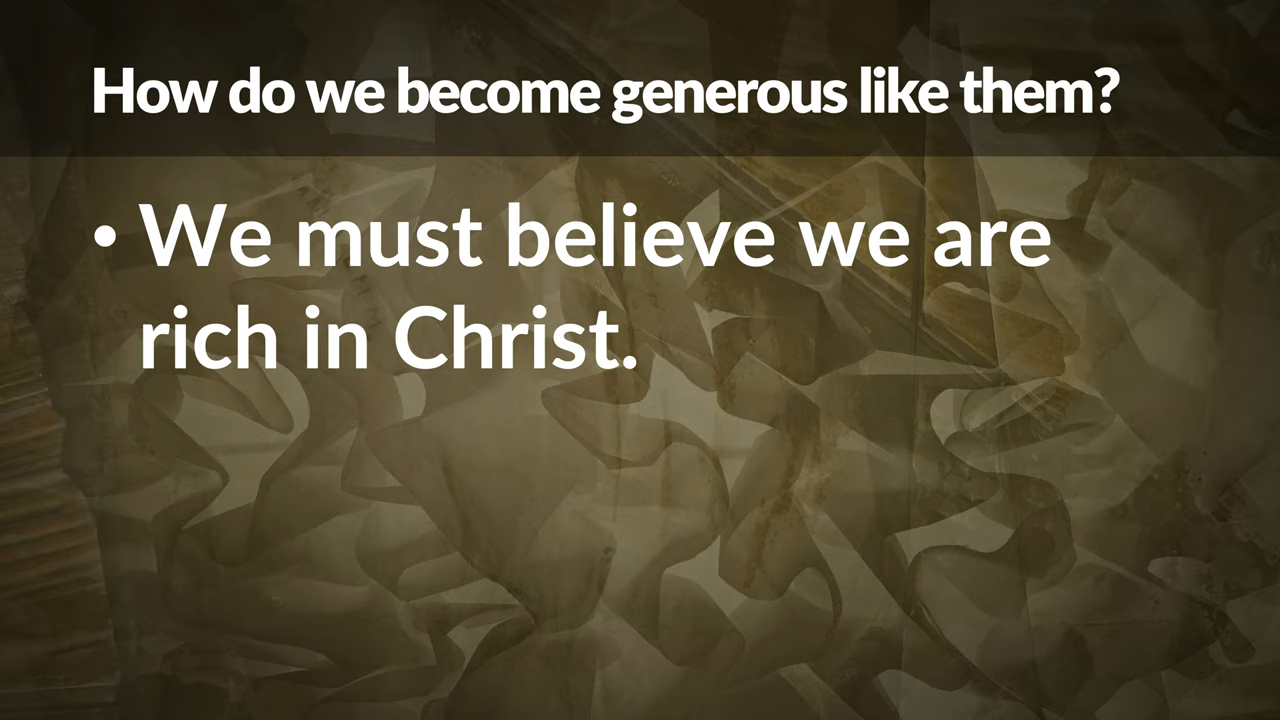 How do we become generous like them?
• We must believe we are
rich in Christ.